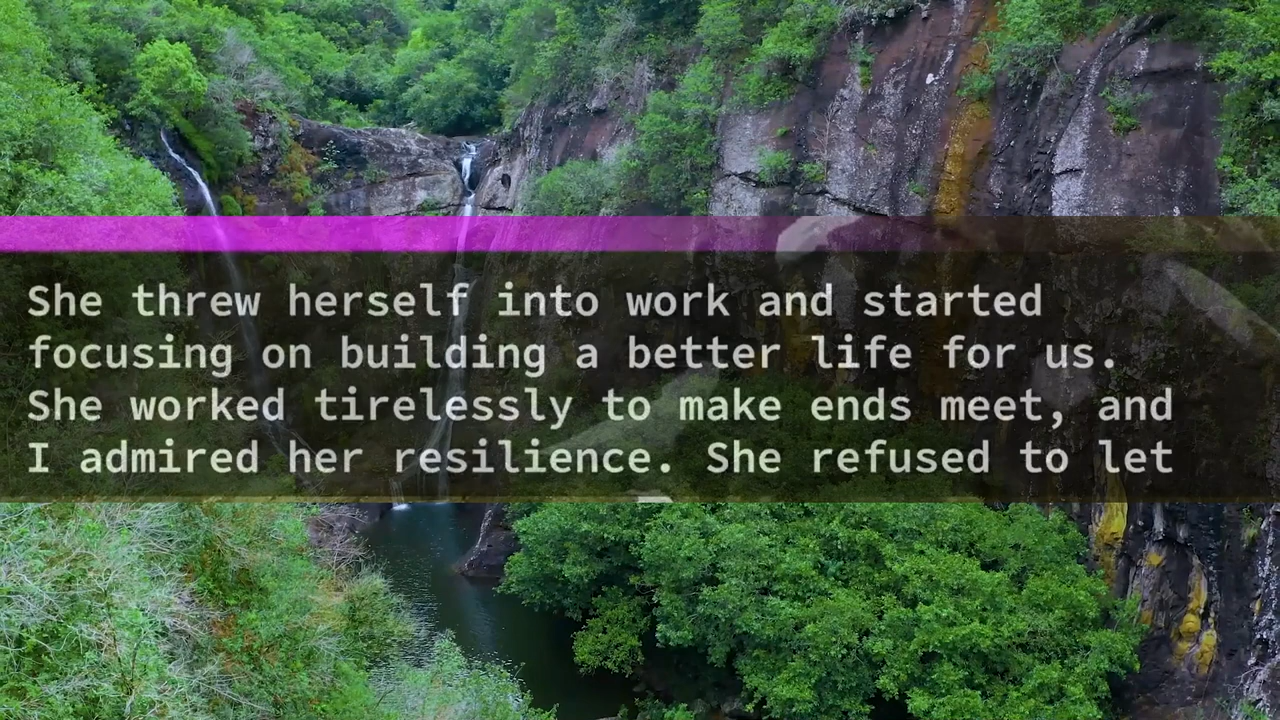 She threw herself into work and started
focusing on building a better life for us.
She worked tirelessly to make ends meet, and
I admired her resilience. She refused to let